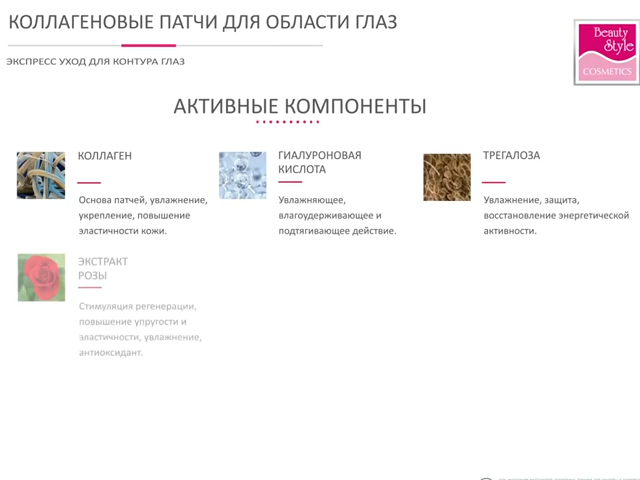 КОЛЛАГЕНОВЫЕ ПАТЧИ ДЛЯ ОБЛАСТИ ГЛАЗ
Beauty
Style
COSMETICS
ЭКСПРЕСС УХОД ДЛЯ КОНТУРА ГЛАЗ
АКТИВНЫЕ КОМПОНЕНТЫ
КОЛЛАГЕН
Основа патчей, увлажнение,
укрепление, повышение
эластичности кожи.
ГИАЛУРОНОВАЯ
КИСЛОТА
Увлажняющее,
влагоудерживающее и
подтягивающее действие.
ТРЕГАЛОЗА
Увлажнение, защита,
восстановление энергетической
активности.
ЭКСТРАКТ
РОЗЫ
Стимуляция регенерации,
повышение упругости и
эластичности, увлажнение,
антиоксидант.